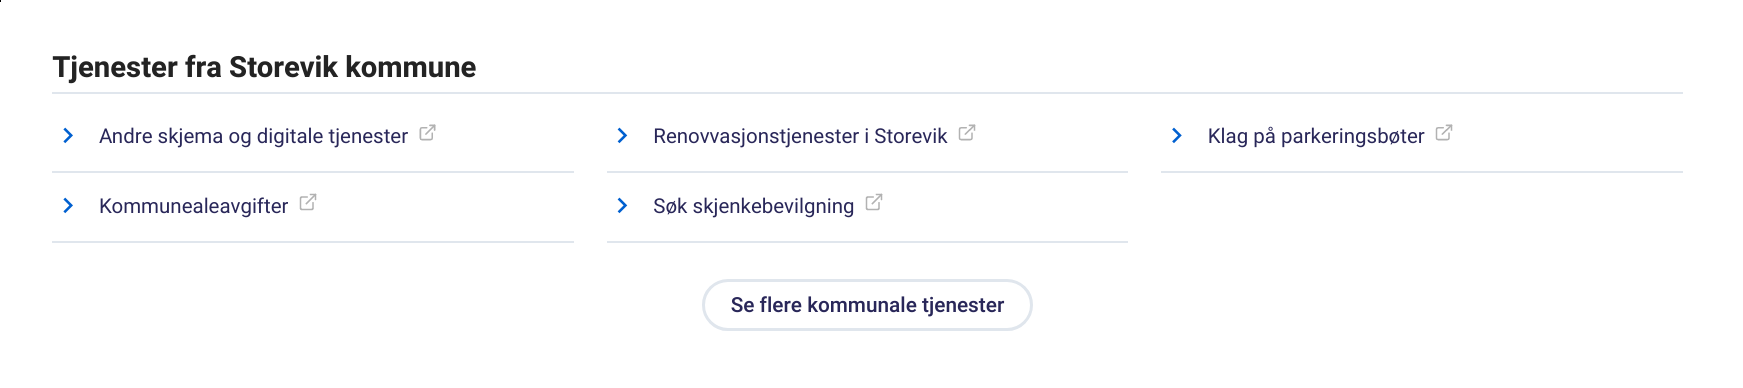 Tjenester fra Storevik kommune
Andre skjema og digitale tjenester
Renovvasjonstjenester i Storevik
Klag på parkeringsbøter
Kommunealeavgifter
Søk skjenkebevilgning
Se flere kommunale tjenester